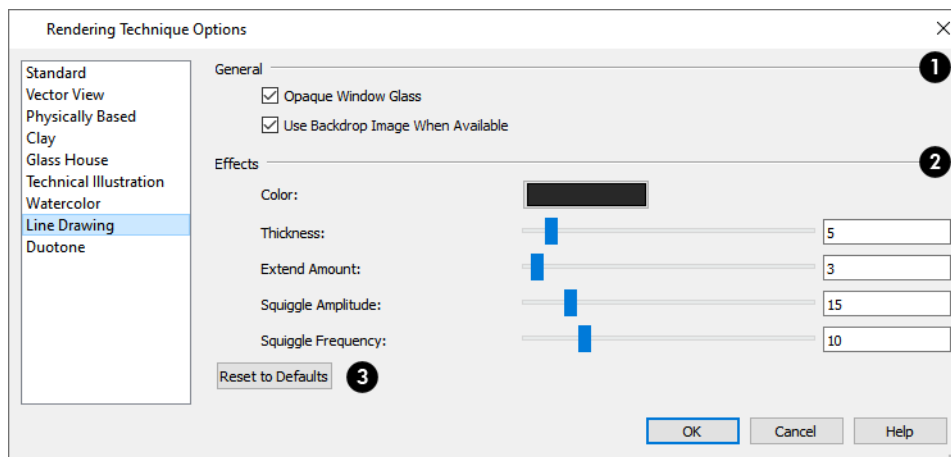 Rendering Technique Options
Standard
Vector View
Physically Based
Clay
Glass House
Technical Illustration
Watercolor
Line Drawing
Duotone
General
1
Opaque Window Glass
Use Backdrop Image When Available
Effects
2
Color:
Thickness:
5
Extend Amount:
3
Squiggle Amplitude:
15
Squiggle Frequency:
10
Reset to Defaults
3
OK
Cancel
Help